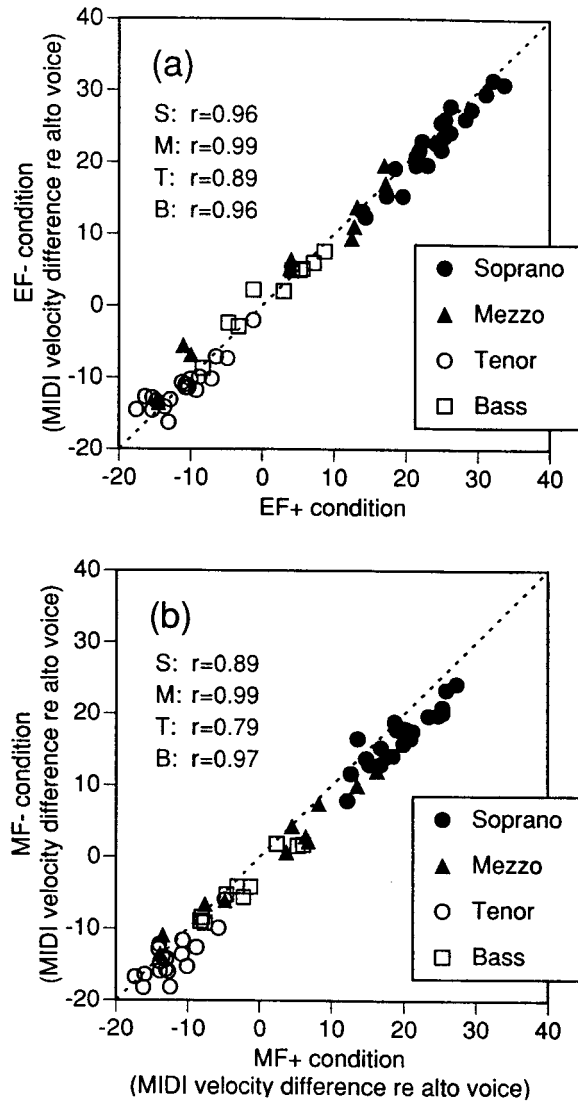 40
30
20
10
0
-10
-20
EF- condition
(MIDI velocity difference re alto voice)
(a)
S: r=0.96
M: r=0.99
T: r=0.89
B: r=0.96
Soprano
Mezzo
Tenor
Bass
-20 -10 0 10 20 30 40
EF+ condition
40
30
20
10
0
-10
-20
MF- condition
(MIDI velocity difference re alto voice)
(b)
S: r=0.89
M: r=0.99
T: r=0.79
B: r=0.97
Soprano
Mezzo
Tenor
Bass
-20 -10 0 10 20 30 40
MF+ condition
(MIDI velocity difference re alto voice)